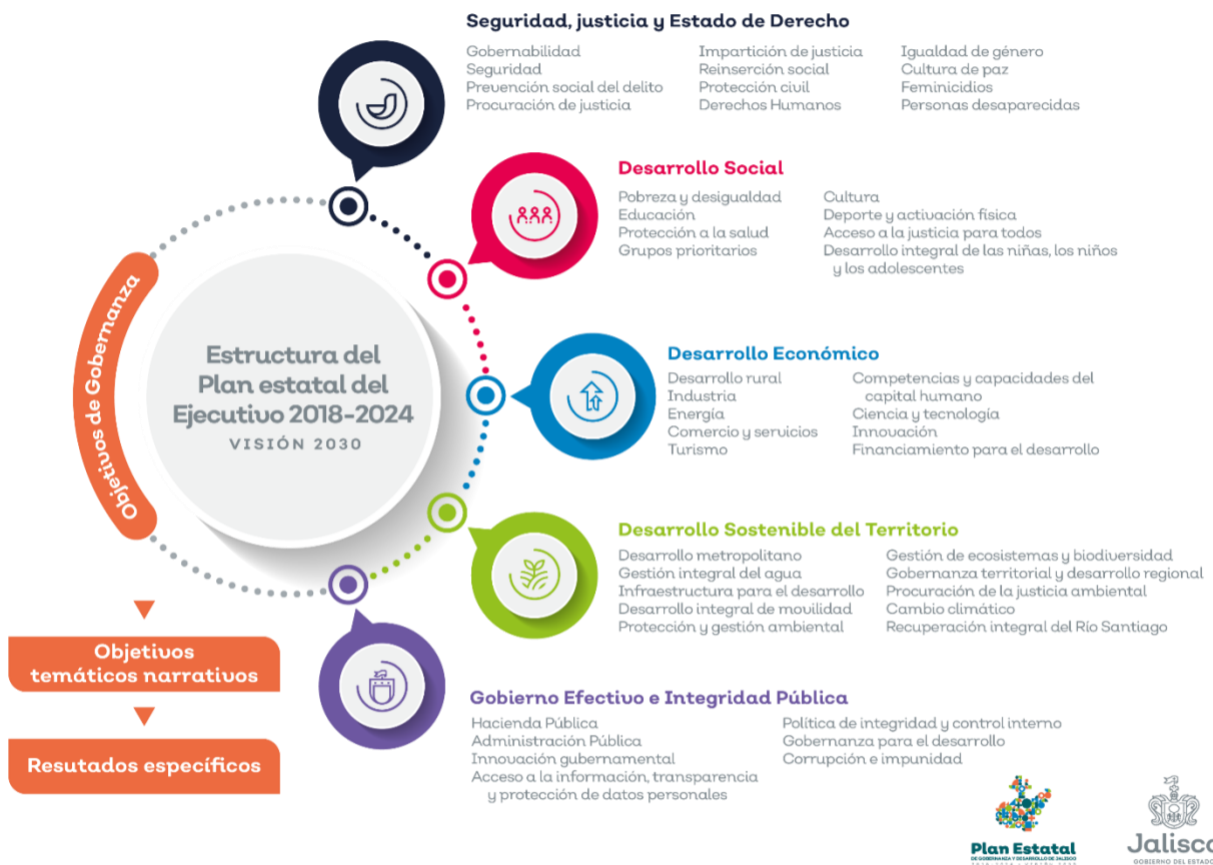 Seguridad, justicia y Estado de Derecho
Gobernabilidad
Seguridad
Prevención social del delito
Procuración de justicia
Impartición de justicia
Reinserción social
Protección civil
Derechos Humanos
Igualdad de género
Cultura de paz
Feminicidios
Personas desaparecidas
Desarrollo Social
Pobreza y desigualdad
Educación
Protección a la salud
Grupos prioritarios
Cultura
Deporte y activación física
Acceso a la justicia para todos
Desarrollo integral de las niñas, los niños
y los adolescentes
Objetivos de Gobernanza
Estructura del
Plan estatal del
Ejecutivo 2018-2024
VISIÓN 2030
Desarrollo Económico
Desarrollo rural
Industria
Energía
Comercio y servicios
Turismo
Competencias y capacidades del
capital humano
Ciencia y tecnología
Innovación
Financiamiento para el desarrollo
Desarrollo Sostenible del Territorio
Desarrollo metropolitano
Gestión integral del agua
Infraestructura para el desarrollo
Desarrollo integral de movilidad
Protección y gestión ambiental
Gestión de ecosistemas y biodiversidad
Gobernanza territorial y desarrollo regional
Procuración de la justicia ambiental
Cambio climático
Recuperación integral del Río Santiago
Objetivos
temáticos narrativos
Resutados específicos
Gobierno Efectivo e Integridad Pública
Hacienda Pública
Administración Pública
Innovación gubernamental
Acceso a la información, transparencia
y protección de datos personales
Política de integridad y control interno
Gobernanza para el desarrollo
Corrupción e impunidad
Plan Estatal
DE GOBERNANZA Y DESARROLLO DE JALISCO
Jalisco
GOBIERNO DEL ESTADO